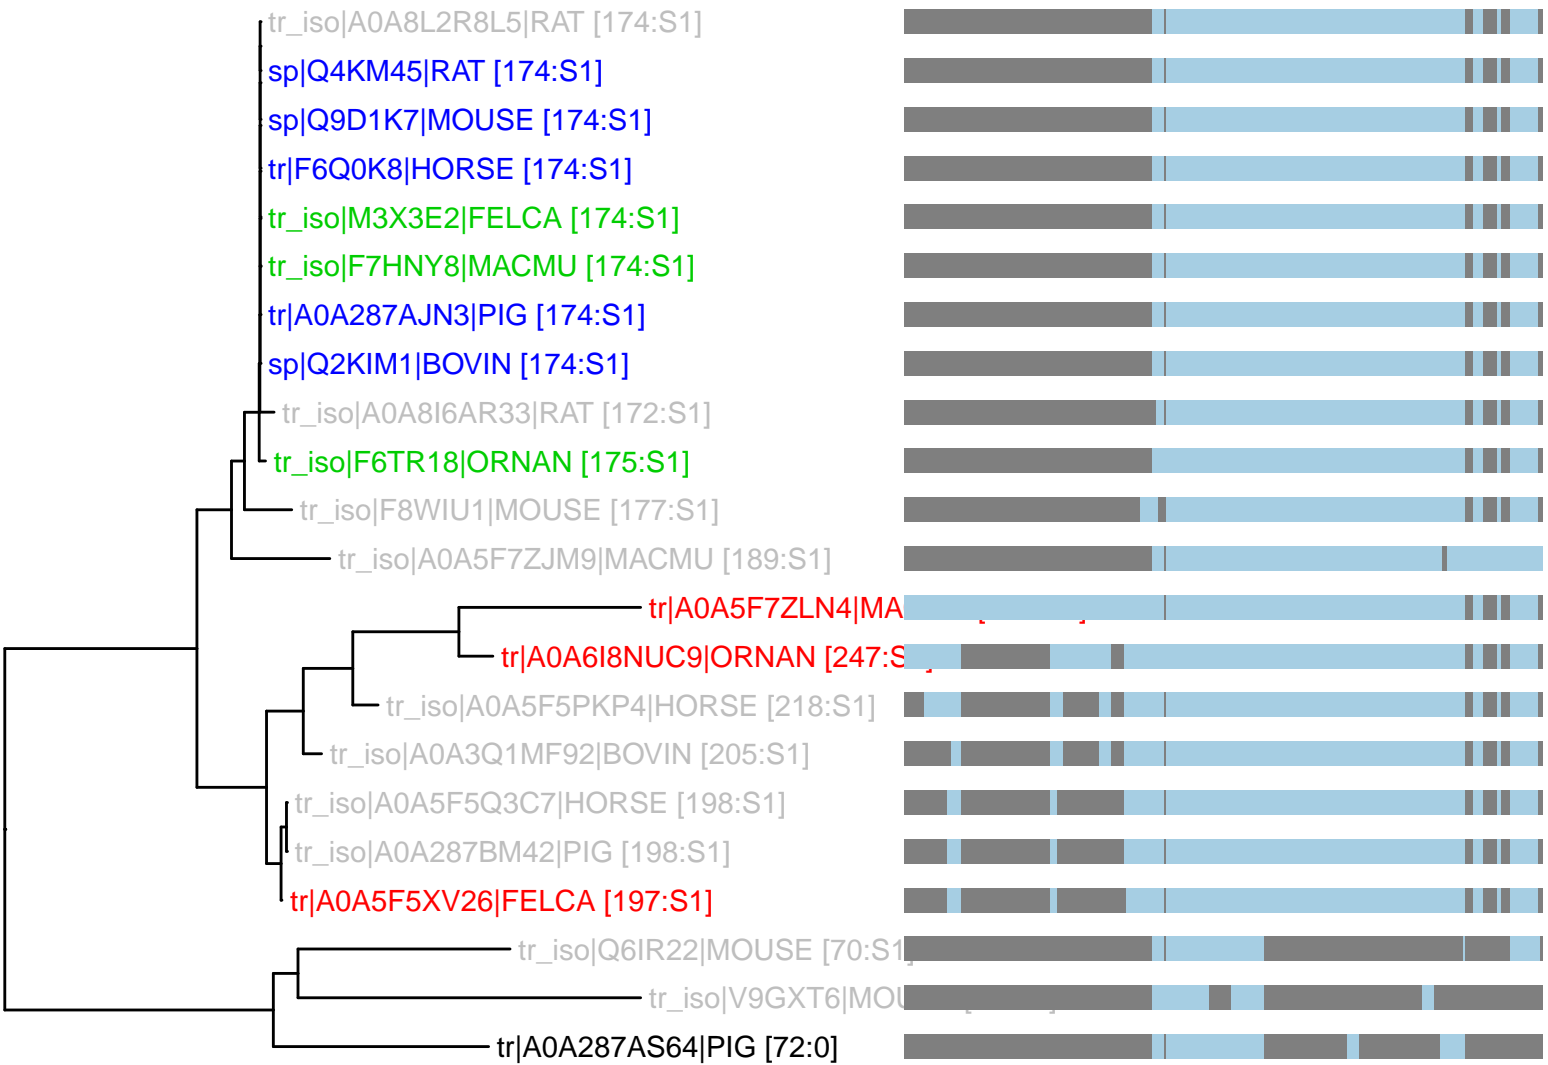 tr_iso|A0A8L2R8L5|RAT [174:S1]
sp|Q4KM45|RAT [174:S1]
sp|Q9D1K7|MOUSE [174:S1]
tr|F6Q0K8|HORSE [174:S1]
tr_iso|M3X3E2|FELCA [174:S1]
tr_iso|F7HNY8|MACMU [174:S1]
tr|A0A287AJN3|PIG [174:S1]
sp|Q2KIM1|BOVIN [174:S1]
tr_iso|A0A8I6AR33|RAT [172:S1]
tr_iso|F6TR18|ORNAN [175:S1]
tr_iso|F8WIU1|MOUSE [177:S1]
tr_iso|A0A5F7ZJM9|MACMU [189:S1]
tr|A0A5F7ZLN4|MA
tr|A0A6I8NUC9|ORNAN [247:S
tr_iso|A0A5F5PKP4|HORSE [218:S1]
tr_iso|A0A3Q1MF92|BOVIN [205:S1]
tr_iso|A0A5F5Q3C7|HORSE [198:S1]
tr_iso|A0A287BM42|PIG [198:S1]
tr|A0A5F5XV26|FELCA [197:S1]
tr_iso|Q6IR22|MOUSE [70:S1
tr_iso|V9GXT6|MOU
tr|A0A287AS64|PIG [72:0]